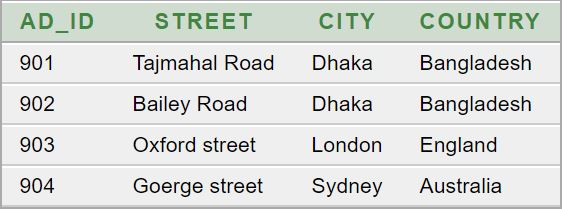 AD_ID STREET CITY COUNTRY
901 Tajmahal Road Dhaka Bangladesh
902 Bailey Road Dhaka Bangladesh
903 Oxford street London England
904 Goerge street Sydney Australia